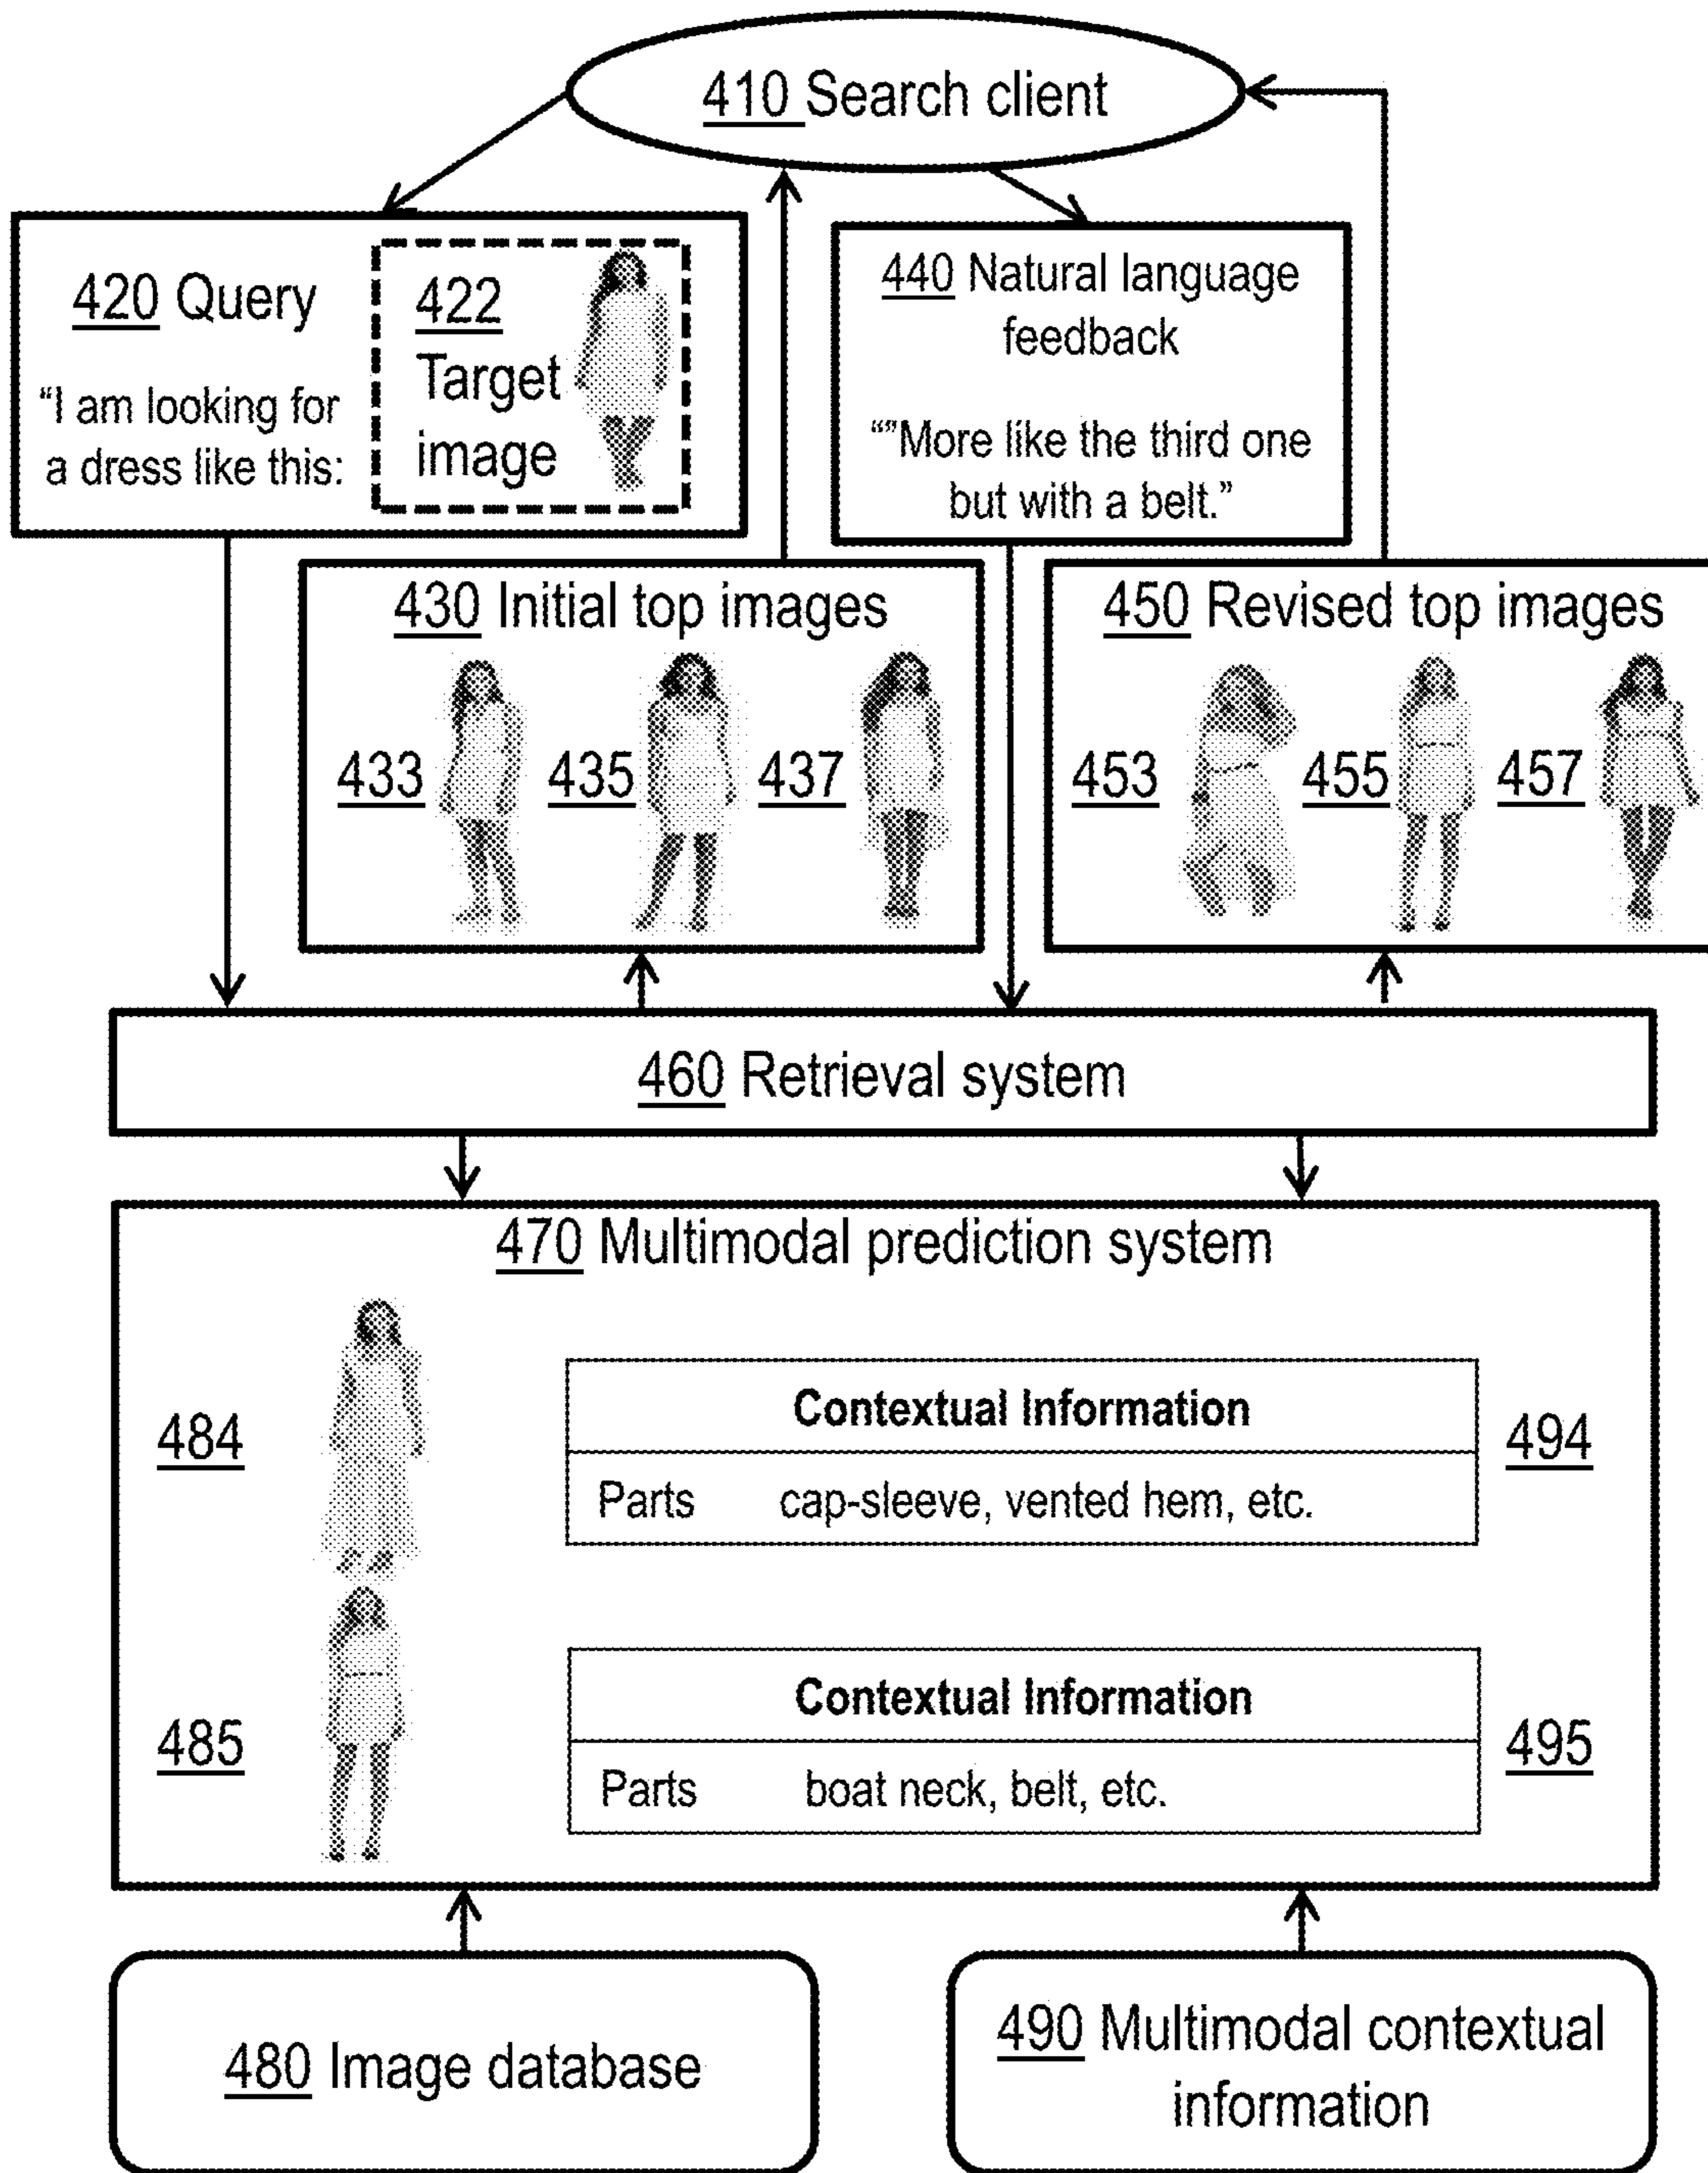 410 Search client
420 Query
“I am looking for
a dress like this:
422
Target
image
440 Natural language
feedback
“”More like the third one
but with a belt.”
430 Initial top images
433
435
437
450 Revised top images
453
455
457
460 Retrieval system
470 Multimodal prediction system
484
Contextual Information
Parts cap-sleeve, vented hem, etc.
494
485
Contextual Information
Parts boat neck, belt, etc.
495
480 Image database
490 Multimodal contextual
information